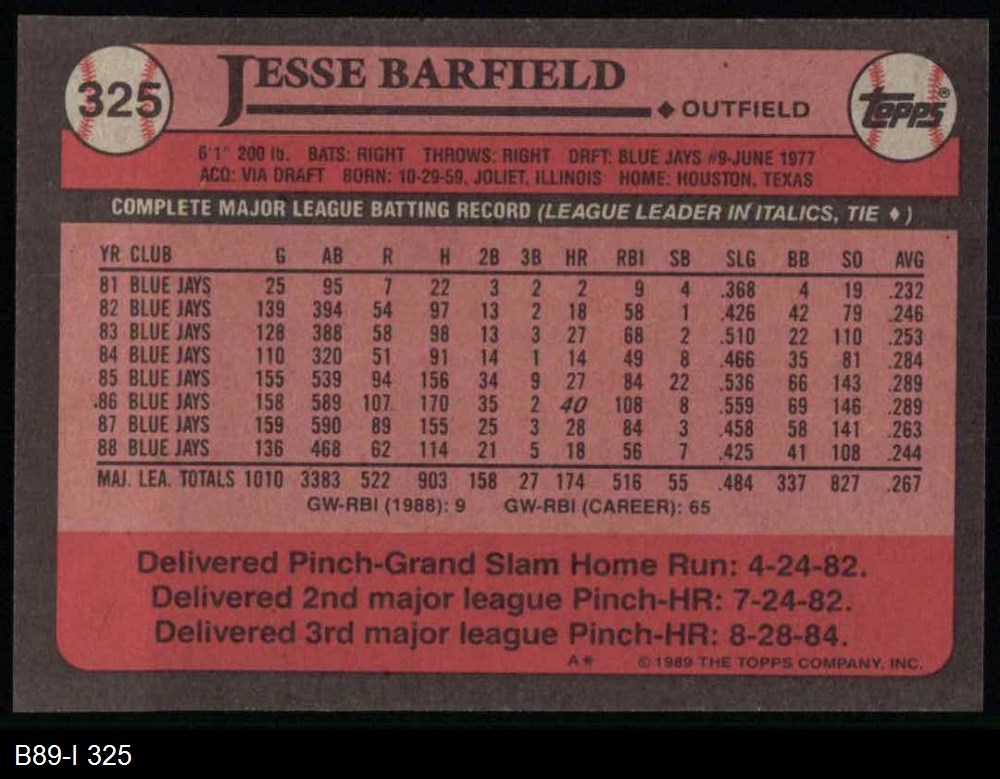 325
JESSE BARFIELD
◆ OUTFIELD
Topps®
6'1" 200 lb. BATS: RIGHT THROWS: RIGHT DRFT: BLUE JAYS #9-JUNE 1977
ACQ: VIA DRAFT BORN: 10-29-59, JOLIET, ILLINOIS HOME: HOUSTON, TEXAS
COMPLETE MAJOR LEAGUE BATTING RECORD (LEAGUE LEADER IN ITALICS, TIE ♦)
YR CLUB G AB R H 2B 3B HR RBI SB SLG BB SO AVG
81 BLUE JAYS 25 95 7 22 3 2 2 9 4 .368 4 19 .232
82 BLUE JAYS 139 394 54 97 13 2 18 58 1 .426 42 79 .246
83 BLUE JAYS 128 388 58 98 13 3 27 68 2 .510 22 110 .253
84 BLUE JAYS 110 320 51 91 14 1 14 49 8 .466 35 81 .284
85 BLUE JAYS 155 539 94 156 34 9 27 84 22 .536 66 143 .289
86 BLUE JAYS 158 589 107 170 35 2 40 108 8 .559 69 146 .289
87 BLUE JAYS 159 590 89 155 25 3 28 84 3 .458 58 141 .263
88 BLUE JAYS 136 468 62 114 21 5 18 56 7 .425 41 108 .244
MAJ. LEA. TOTALS 1010 3383 522 903 158 27 174 516 55 .484 337 827 .267
GW-RBI (1988): 9 GW-RBI (CAREER): 65
Delivered Pinch-Grand Slam Home Run: 4-24-82.
Delivered 2nd major league Pinch-HR: 7-24-82.
Delivered 3rd major league Pinch-HR: 8-28-84.
A* © 1989 THE TOPPS COMPANY, INC.
B89-I 325